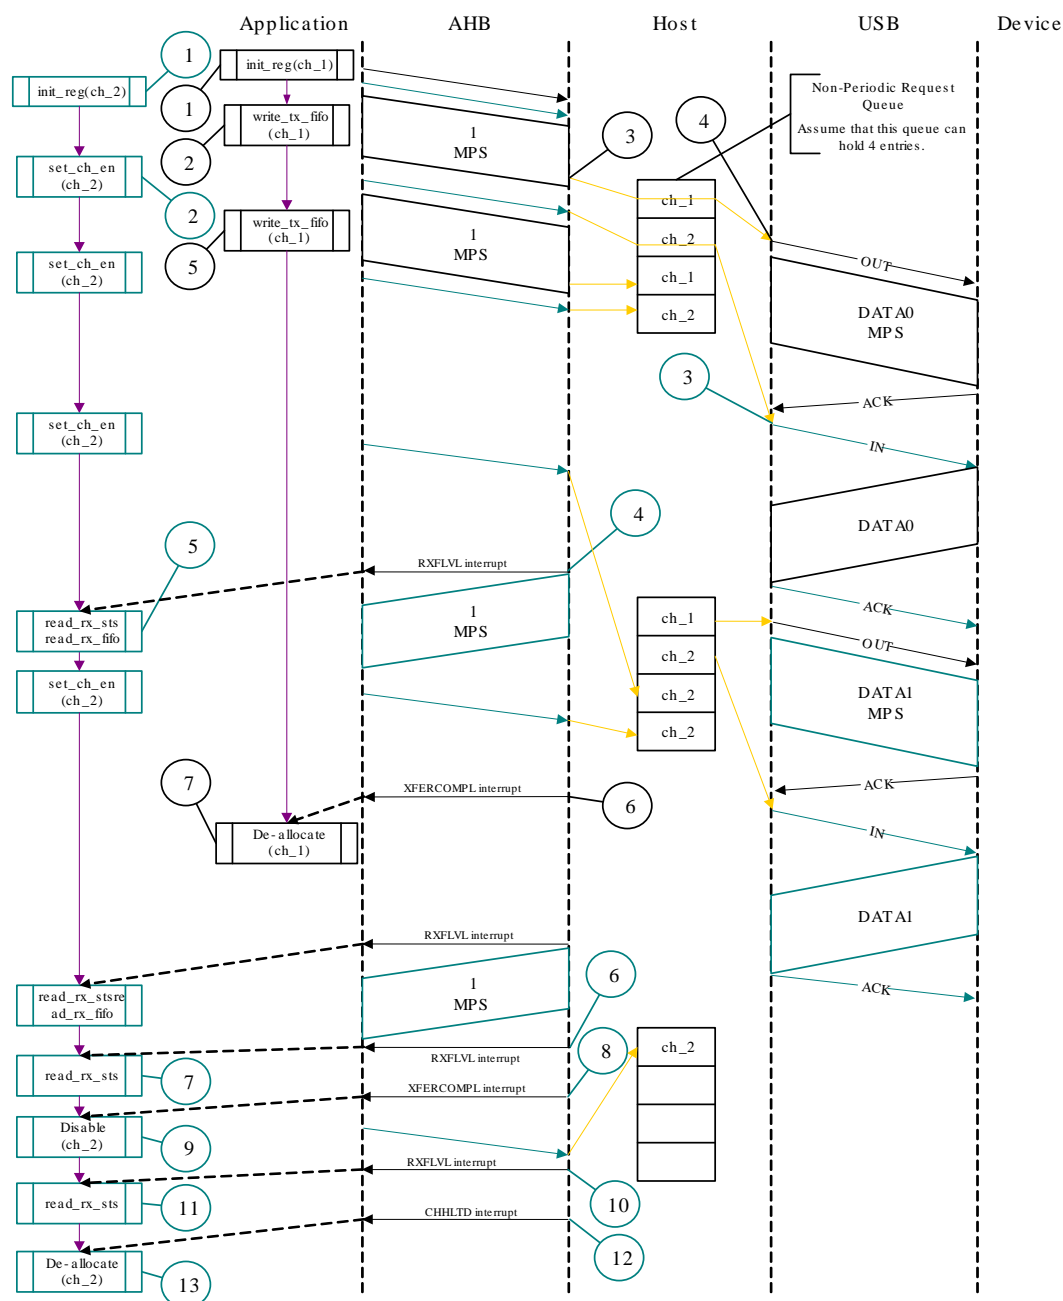 Application
AHB
Host
USB
Device
1
init_reg(ch_1)
init_reg(ch_2)
1
Non-Periodic Request
Queue
Assume that this queue can
hold 4 entries.
write_tx_fifo
(ch_1)
1
MPS
3
4
2
set_ch_en
(ch_2)
2
ch_1
write_tx_fifo
(ch_1)
5
1
MPS
ch_2
set_ch_en
(ch_2)
ch_1
OUT
ch_2
DATA0
MPS
3
ACK
set_ch_en
(ch_2)
IN
4
DATA0
5
RXFLVL interrupt
read_rx_sts
read_rx_fifo
1
MPS
ch_1
ACK
OUT
ch_2
set_ch_en
(ch_2)
ch_2
DATA1
MPS
ch_2
7
XFERCOMPL interrupt
6
ACK
De-allocate
(ch_1)
IN
DATA1
RXFLVL interrupt
6
ACK
read_rx_stsre
ad_rx_fifo
1
MPS
8
ch_2
RXFLVL interrupt
read_rx_sts
7
XFERCOMPL interrupt
Disable
(ch_2)
9
RXFLVL interrupt
read_rx_sts
11
10
CHHLTD interrupt
12
De-allocate
(ch_2)
13